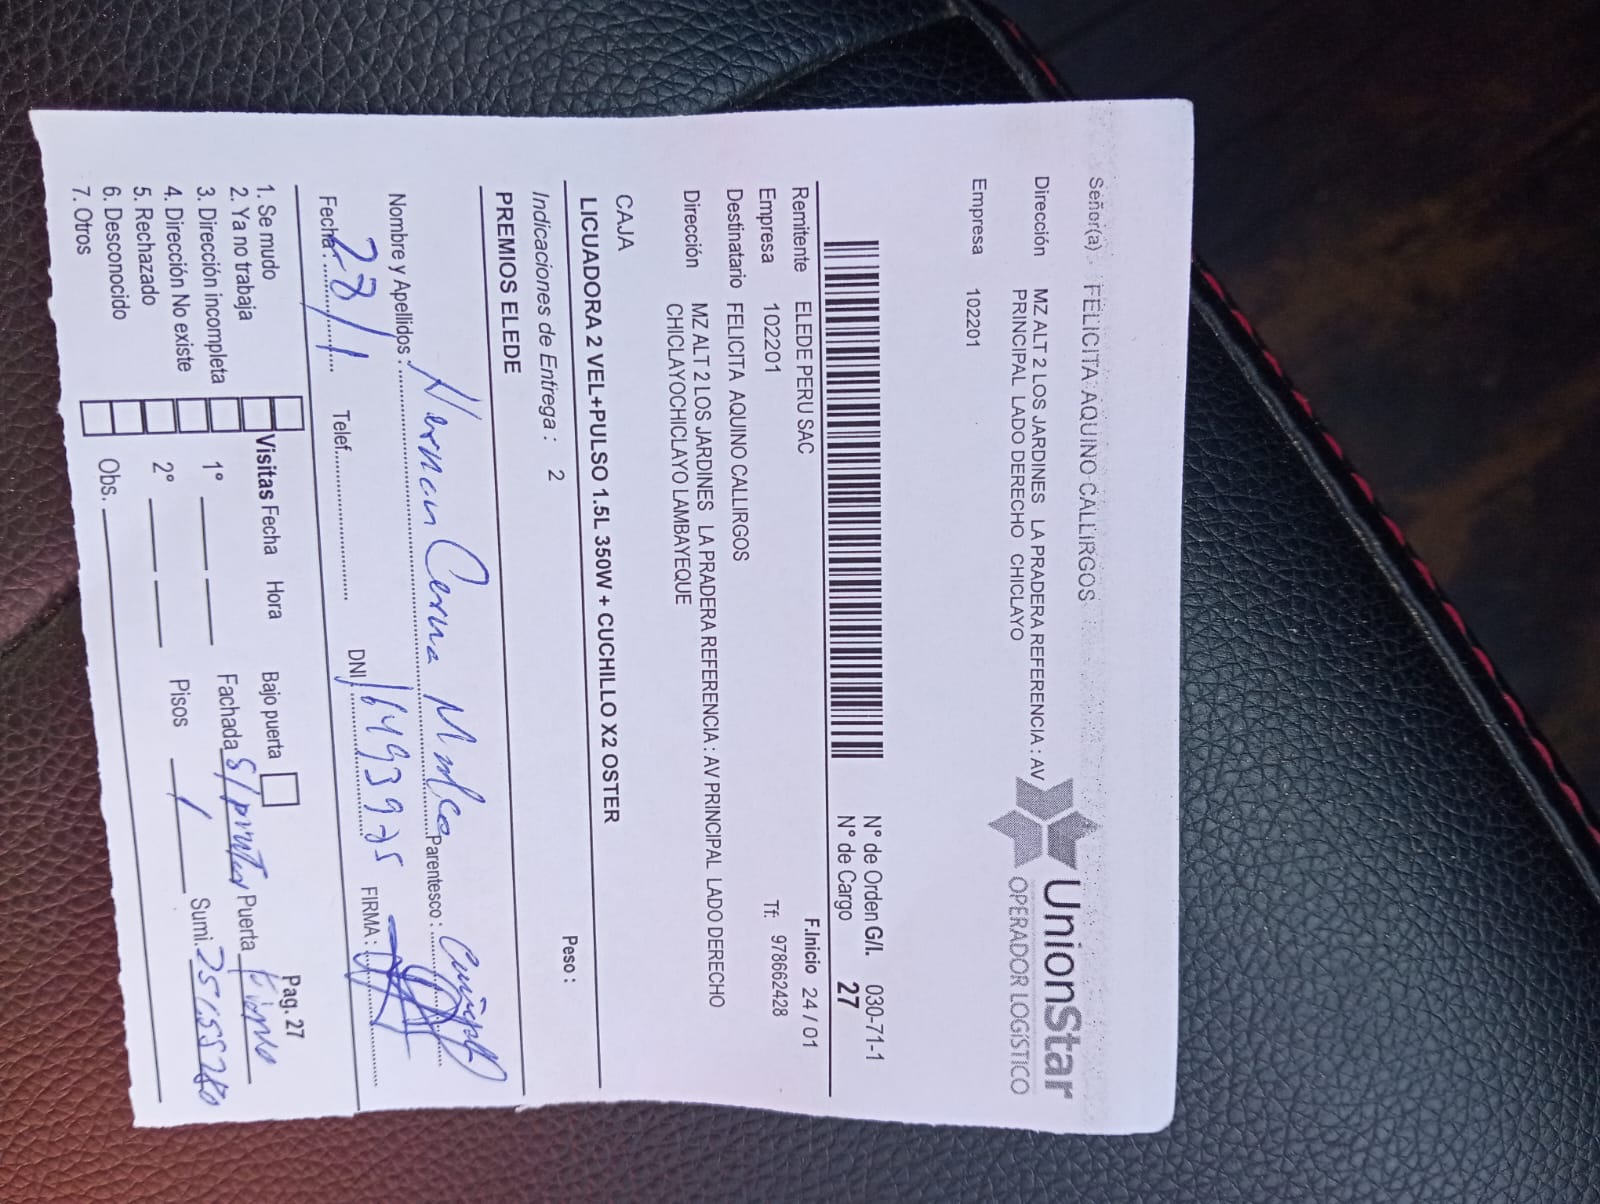 Señor(a) FELICITA AQUINO CALLIRGOS
Dirección MZ ALT 2 LOS JARDINES LA PRADERA REFERENCIA : AV
PRINCIPAL LADO DERECHO CHICLAYO
Empresa 102201
UnionStar
OPERADOR LOGÍSTICO
N° de Orden G/I. 030-71-1
N° de Cargo 27
Remitente ELEDE PERU SAC F.Inicio 24 / 01
Empresa 102201 Tf: 978662428
Destinatario FELICITA AQUINO CALLIRGOS
Dirección MZ ALT 2 LOS JARDINES LA PRADERA REFERENCIA : AV PRINCIPAL LADO DERECHO
CHICLAYOCHICLAYO LAMBAYEQUE
CAJA
LICUADORA 2 VEL+PULSO 1.5L 350W + CUCHILLO X2 OSTER
Indicaciones de Entrega : 2 Peso :
PREMIOS ELEDE
Nombre y Apellidos : Hernan Cerna Parentesco :
Fecha: 28/1 Telef. DNI 16493975 FIRMA :
Pag. 27
1. Se mudo Visitas Fecha Hora Bajo puerta
2. Ya no trabaja
3. Dirección incompleta 1° Fachada S/pintar Puerta
4. Dirección No existe 2° Pisos 1 Sumi.
5. Rechazado
6. Desconocido Obs.
7. Otros